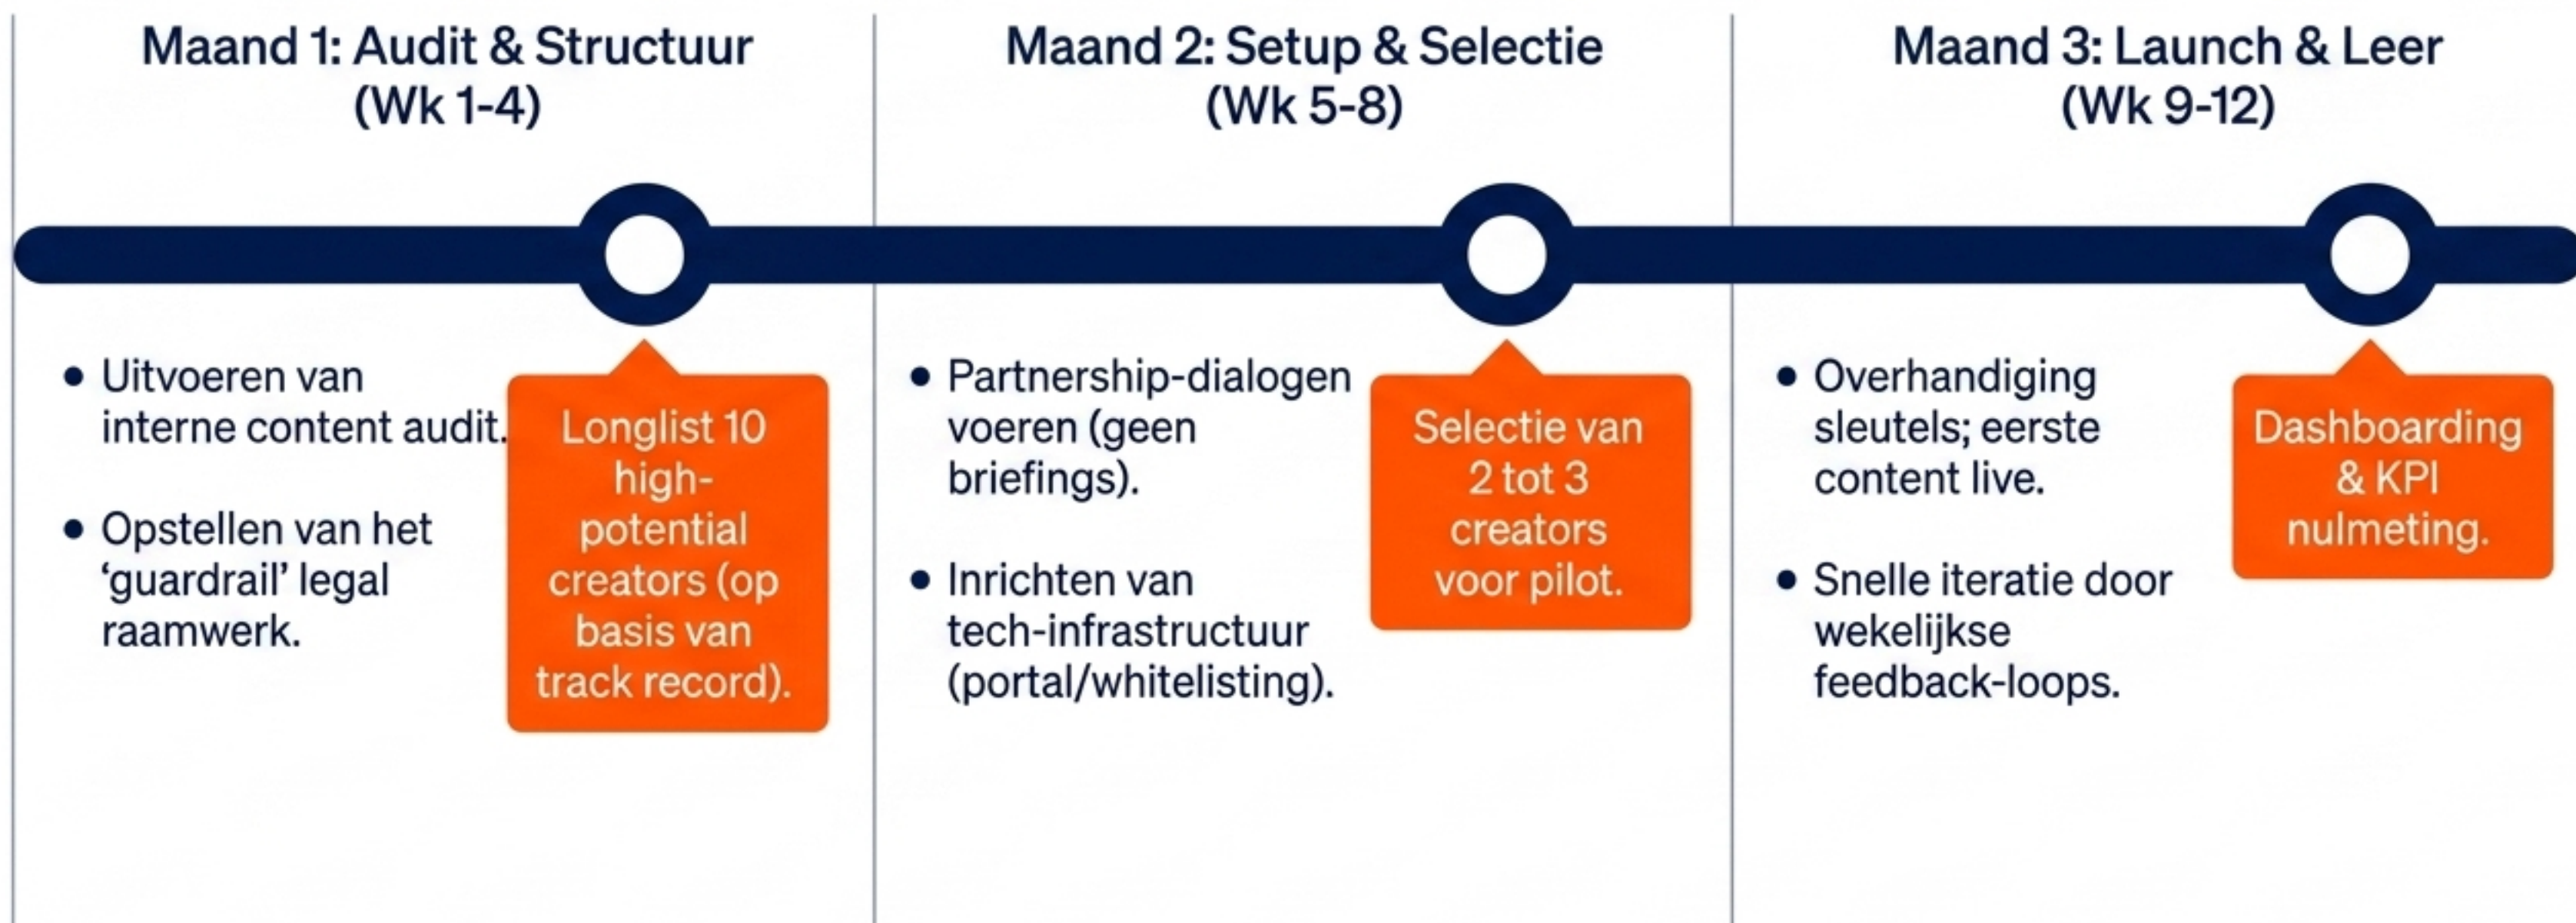 Maand 1: Audit & Structuur
(Wk 1-4)
Uitvoeren van
interne content audit.
Opstellen van het
‘guardrail’ legal
raamwerk.
Longlist 10
high-
potential
creators (op
basis van
track record).
Maand 2: Setup & Selectie
(Wk 5-8)
Partnership-dialogen
voeren (geen
briefings).
Inrichten van
tech-infrastructuur
(portal/whitelisting).
Selectie van
2 tot 3
creators
voor pilot.
Maand 3: Launch & Leer
(Wk 9-12)
Overhandiging
sleutels; eerste
content live.
Snelle iteratie door
wekelijkse
feedback-loops.
Dashboarding
& KPI
nulmeting.